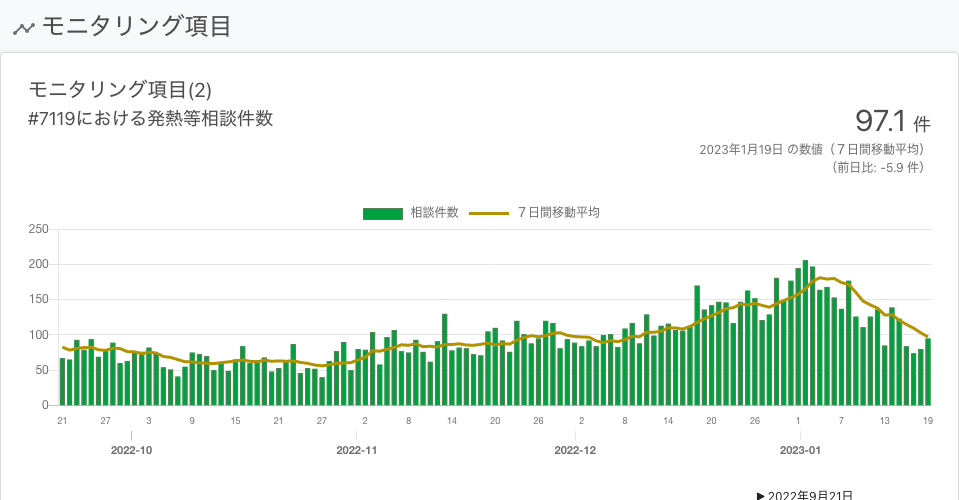 モニタリング項目
モニタリング項目(2)
#7119における発熱等相談件数
97.1 件
2023年1月19日 の数値（７日間移動平均）
（前日比: -5.9 件）
相談件数 ７日間移動平均
250
200
150
100
50
0
21 27 3 9 15 21 27 2 8 14 20 26 2 8 14 20 26 1 7 13 19
2022-10 2022-11 2022-12 2023-01
▶ 2022年9月21日